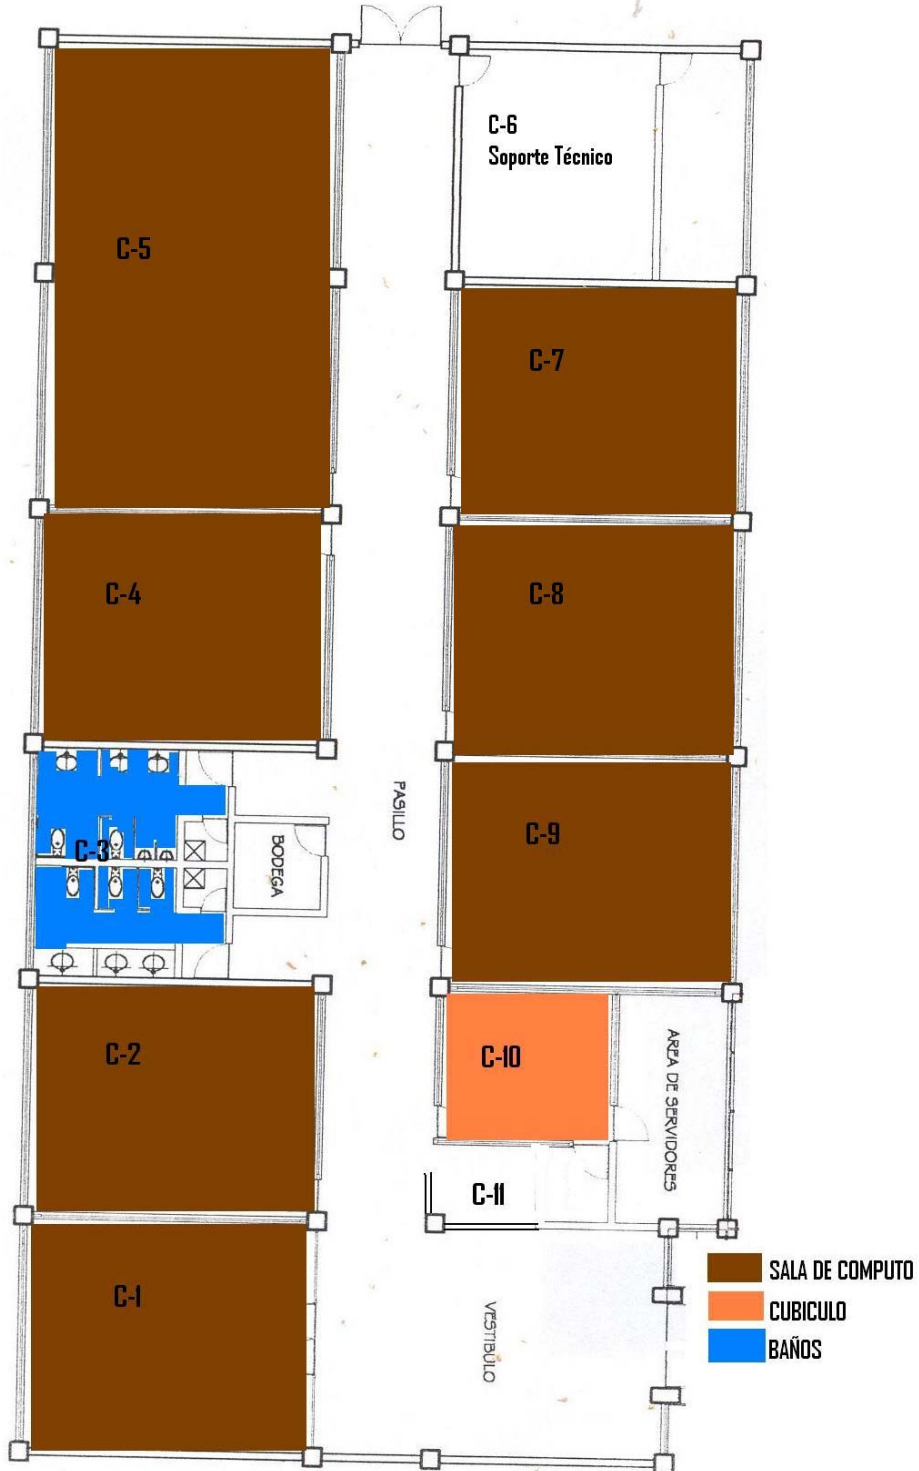 C-6
Soporte Técnico
C-5
C-7
C-4
C-8
PASILLO
C-9
C-3
BODEGA
C-2
C-10
AREA DE SERVIDORES
C-11
C-1
VESTIBULO
SALA DE COMPUTO
CUBICULO
BAÑOS